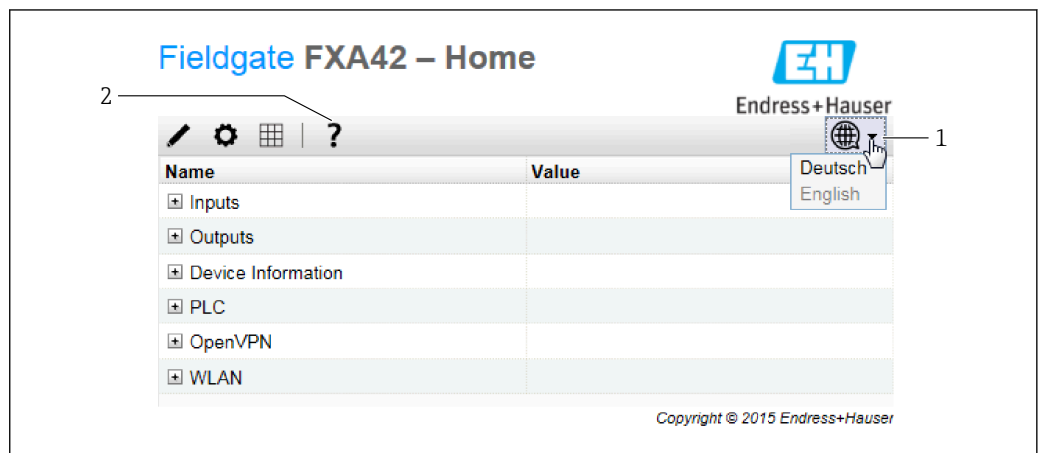 Fieldgate FXA42 – Home
EH
Endress+Hauser
2
?
1
Name Value
Deutsch
English
Inputs
Outputs
Device Information
PLC
OpenVPN
WLAN
Copyright © 2015 Endress+Hauser